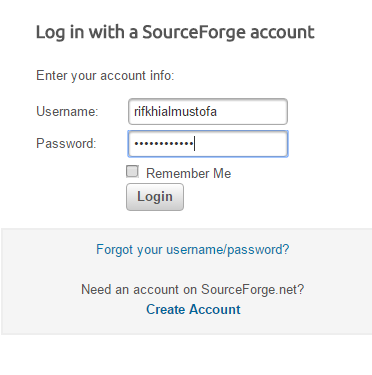 Log in with a SourceForge account
Enter your account info:
Username: rifkhialmustofa
Password: ••••••••••••
Remember Me
Login
Forgot your username/password?
Need an account on SourceForge.net?
Create Account